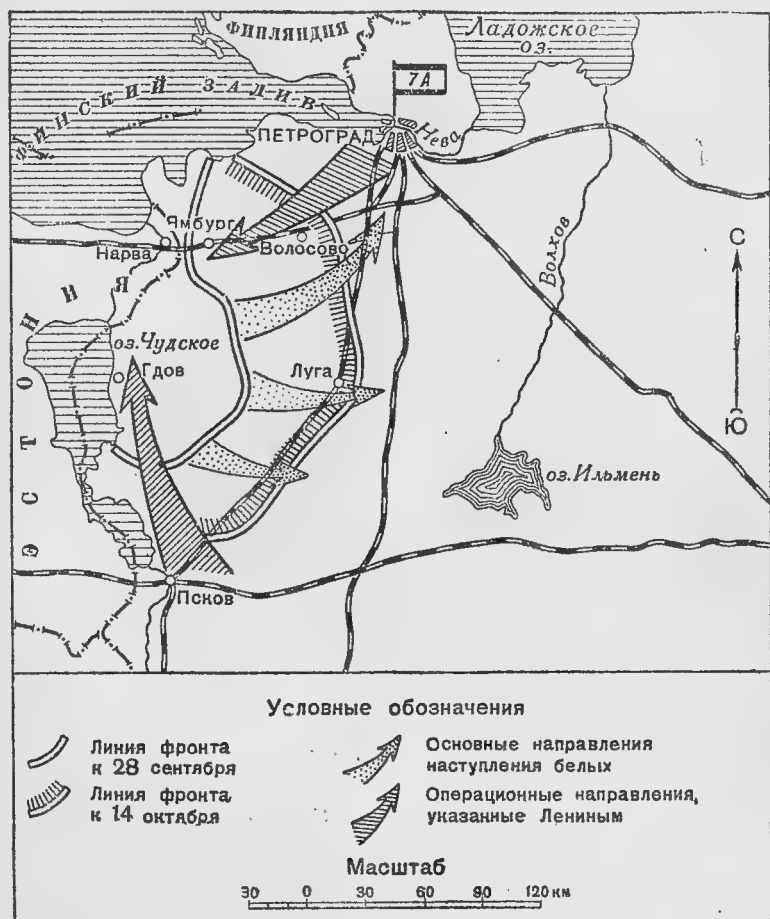 ФИНЛЯНДИЯ
Ладожское
оз.
7А
ФИНСКИЙ ЗАЛИВ
ПЕТРОГРАД
Нева
Ямбург
Нарва
Волосово
Волхов
С
Ю
ЭСТОНИЯ
оз. Чудское
Гдов
Луга
оз. Ильмень
Псков
Условные обозначения
Линия фронта
к 28 сентября
Линия фронта
к 14 октября
Основные направления
наступления белых
Операционные направления,
указанные Лениным
Масштаб
30 0 30 60 90 120 км